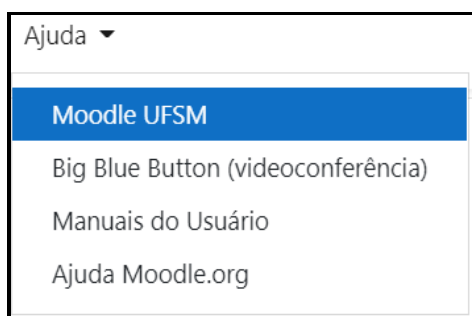 Ajuda
Moodle UFSM
Big Blue Button (videoconferência)
Manuais do Usuário
Ajuda Moodle.org